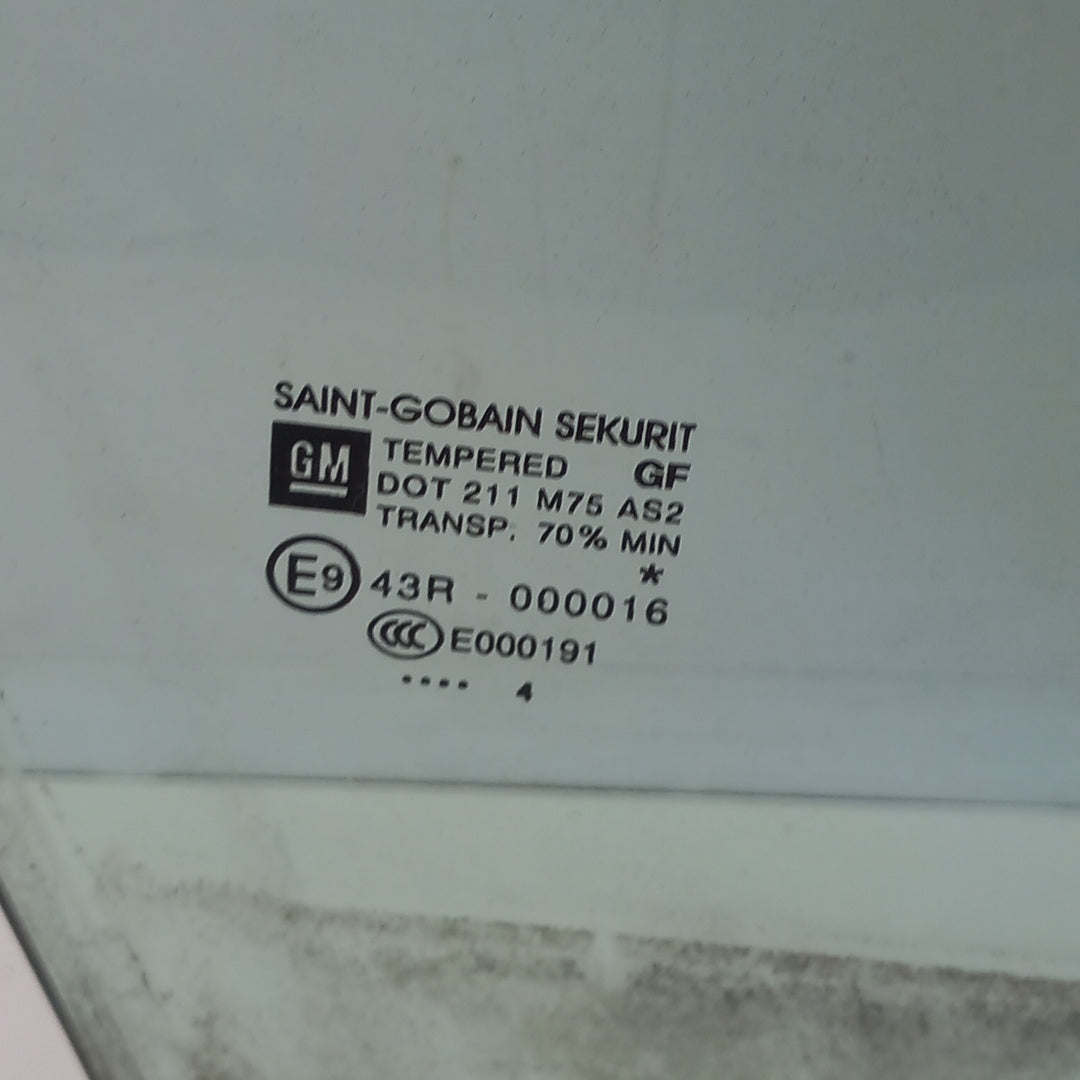 SAINT-GOBAIN SEKURIT
GM TEMPERED GF
DOT 211 M75 AS2
TRANSP. 70% MIN
*
E9 43R - 000016
CCC E000191
•••• 4